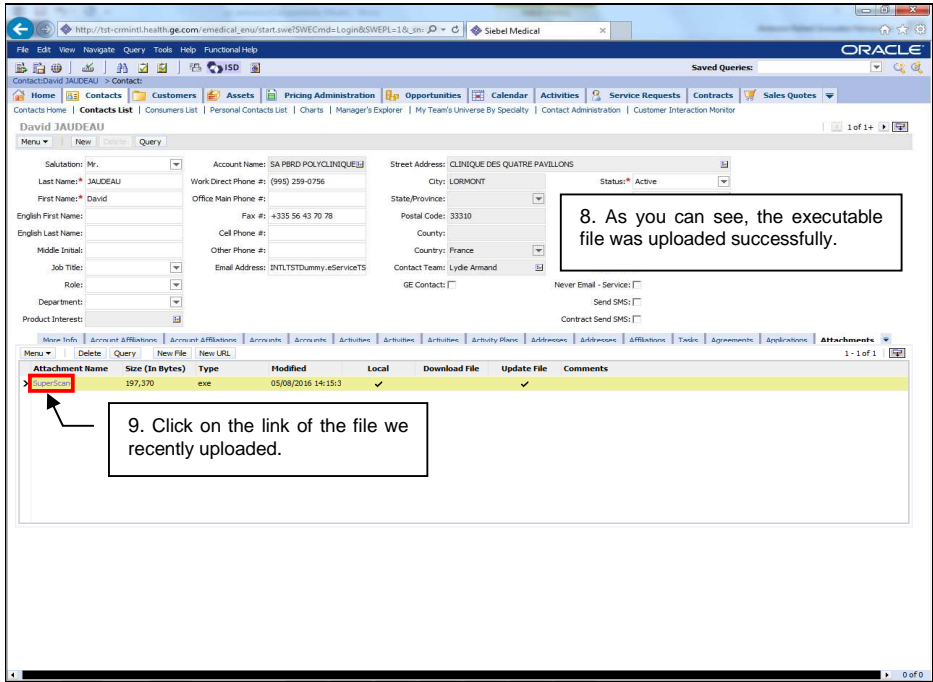 http://tst-crmintl.health.ge.com/emedical_enu/start.swe?SWECmd=Login&SWEPL=1&_sn: Siebel Medical
File Edit View Navigate Query Tools Help Functional Help ORACLE
ISD Saved Queries:
Contact:David JAUDEAU > Contact:
Home Contacts Customers Assets Pricing Administration Opportunities Calendar Activities Service Requests Contracts Sales Quotes
Contacts Home | Contacts List | Consumers List | Personal Contacts List | Charts | Manager's Explorer | My Team's Universe By Specialty | Contact Administration | Customer Interaction Monitor
David JAUDEAU 1 of 1+
Menu New Delete Query
Salutation: Mr. Account Name: SA PBRD POLYCLINIQUE Street Address: CLINIQUE DES QUATRE PAVILLONS
Last Name:* JAUDEAU Work Direct Phone #: (995) 259-0756 City: LORMONT Status:* Active
First Name:* David Office Main Phone #: State/Province:
English First Name: Fax #: +335 56 43 70 78 Postal Code: 33310
English Last Name: Cell Phone #: County:
Middle Initial: Other Phone #: Country: France
Job Title: Email Address: INTLTSTDummy.eServiceTS Contact Team: Lydie Armand
Role: GE Contact: Never Email - Service:
Department: Send SMS:
Product Interest: Contract Send SMS:
8. As you can see, the executable
file was uploaded successfully.
More Info Account Affilations Account Affilations Accounts Accounts Activities Activities Activities Activity Plans Addresses Addresses Affilations Tasks Agreements Applications Attachments
Menu Delete Query New File New URL 1 - 1 of 1
Attachment Name Size (In Bytes) Type Modified Local Download File Update File Comments
SuperScan 197,370 exe 05/08/2016 14:15:3 ✓ ✓
9. Click on the link of the file we
recently uploaded.
0 of 0